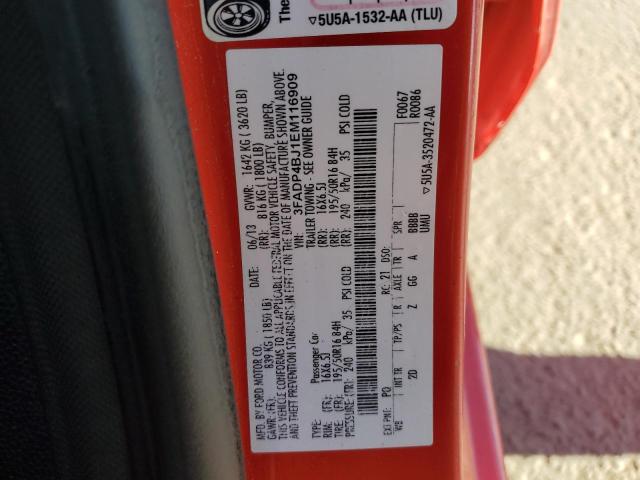 The
▽5U5A-1532-AA (TLU)
MFD. BY FORD MOTOR CO.
DATE: 06/13 GVWR: 1642 KG ( 3620 LB)
GAWR:(FR): 839 KG ( 1850 LB) (RR): 816 KG ( 1800 LB)
THIS VEHICLE CONFORMS TO ALL APPLICABLE FEDERAL MOTOR VEHICLE SAFETY, BUMPER,
AND THEFT PREVENTION STANDARDS IN EFFECT ON THE DATE OF MANUFACTURE SHOWN ABOVE.
VIN: 3FADP4BJ1EM116909
TYPE: Passenger Car TRAILER TOWING - SEE OWNER GUIDE
RIM: (FR): 16X6.5J (RR): 16X6.5J
TIRE: (FR): 195/50R16 84H (RR): 195/50R16 84H
PRESSURE:(FR): 240 kPa/ 35 PSI COLD (RR): 240 kPa/ 35 PSI COLD
EXT PNT: PQ RC: 21 DSO: F0067
WB INT TR TP/PS R AXLE TR SPR R0086
2D Z GG A BBBB
UMU ▽5U5A-3520472-AA